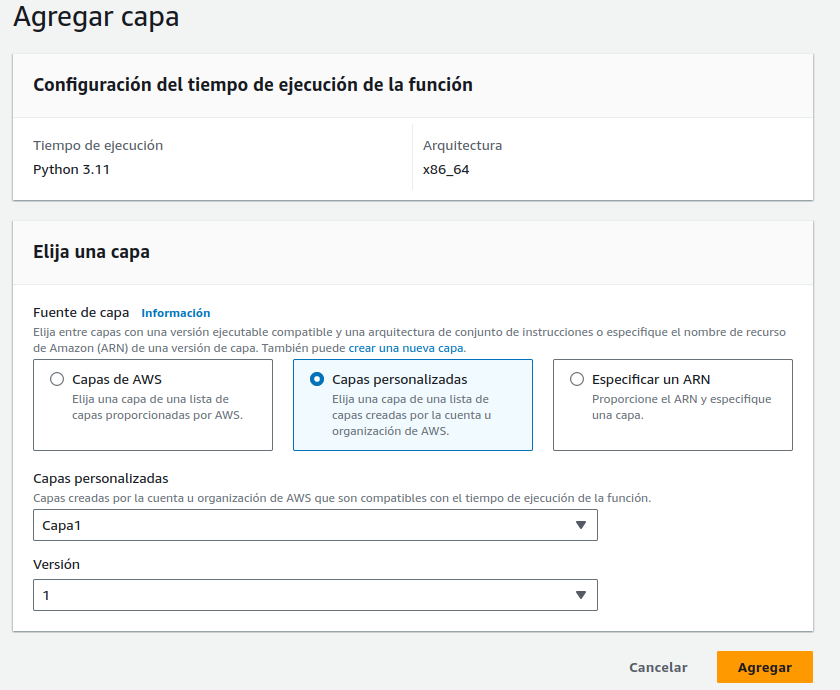 Agregar capa
Configuración del tiempo de ejecución de la función
Tiempo de ejecución
Python 3.11
Arquitectura
x86_64
Elija una capa
Fuente de capa Información
Elija entre capas con una versión ejecutable compatible y una arquitectura de conjunto de instrucciones o especifique el nombre de recurso
de Amazon (ARN) de una versión de capa. También puede crear una nueva capa.
Capas de AWS
Elija una capa de una lista de
capas proporcionadas por AWS.
Capas personalizadas
Elija una capa de una lista de
capas creadas por la cuenta u
organización de AWS.
Especificar un ARN
Proporcione el ARN y especifique
una capa.
Capas personalizadas
Capas creadas por la cuenta u organización de AWS que son compatibles con el tiempo de ejecución de la función.
Capa1
Versión
1
Cancelar
Agregar